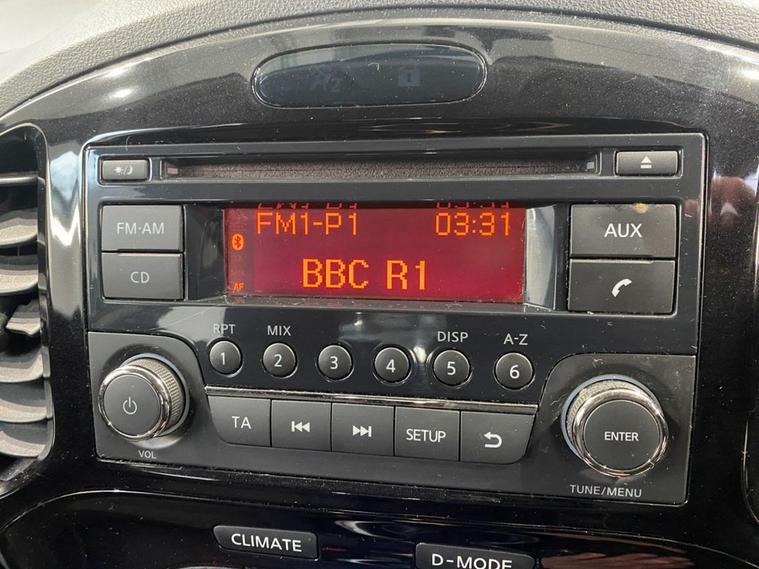 FM·AM
CD
FM1-P1 03:31
BBC R1
AF
AUX
RPT MIX DISP A-Z
1 2 3 4 5 6
TA SETUP
ENTER
VOL
TUNE/MENU
CLIMATE
D-MODE